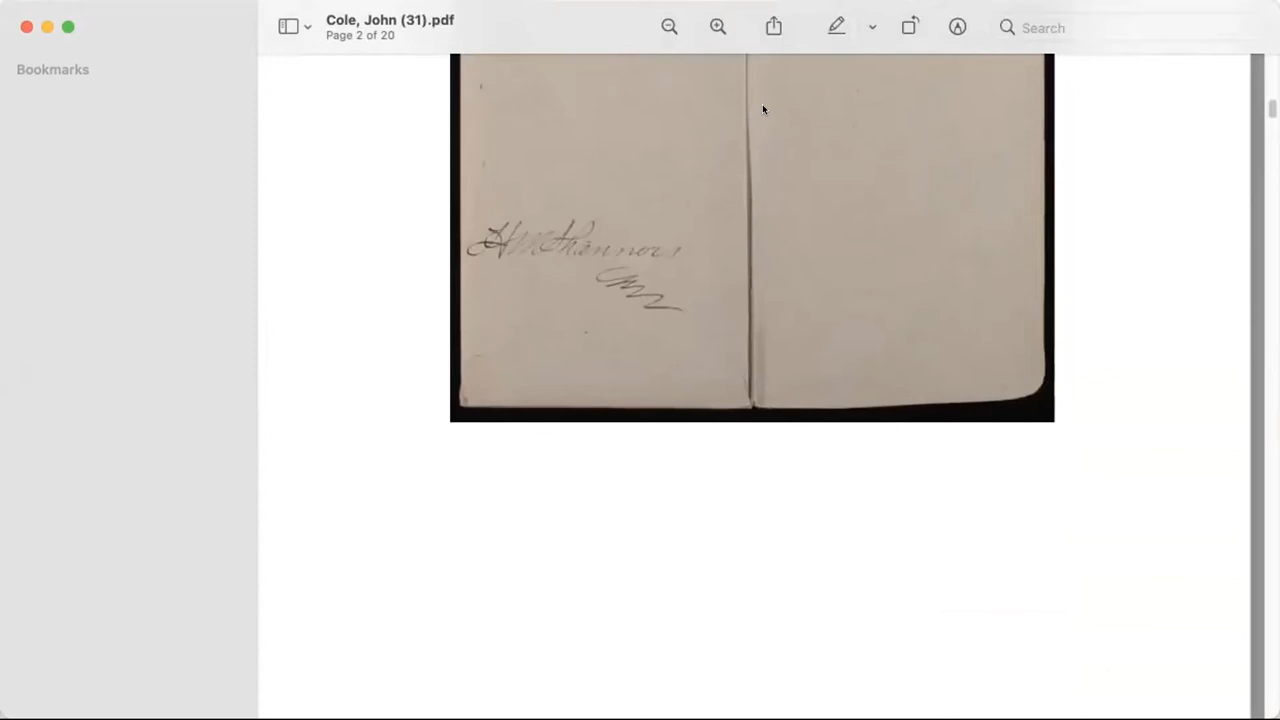 Cole, John (31).pdf
Page 2 of 20
Search
Bookmarks